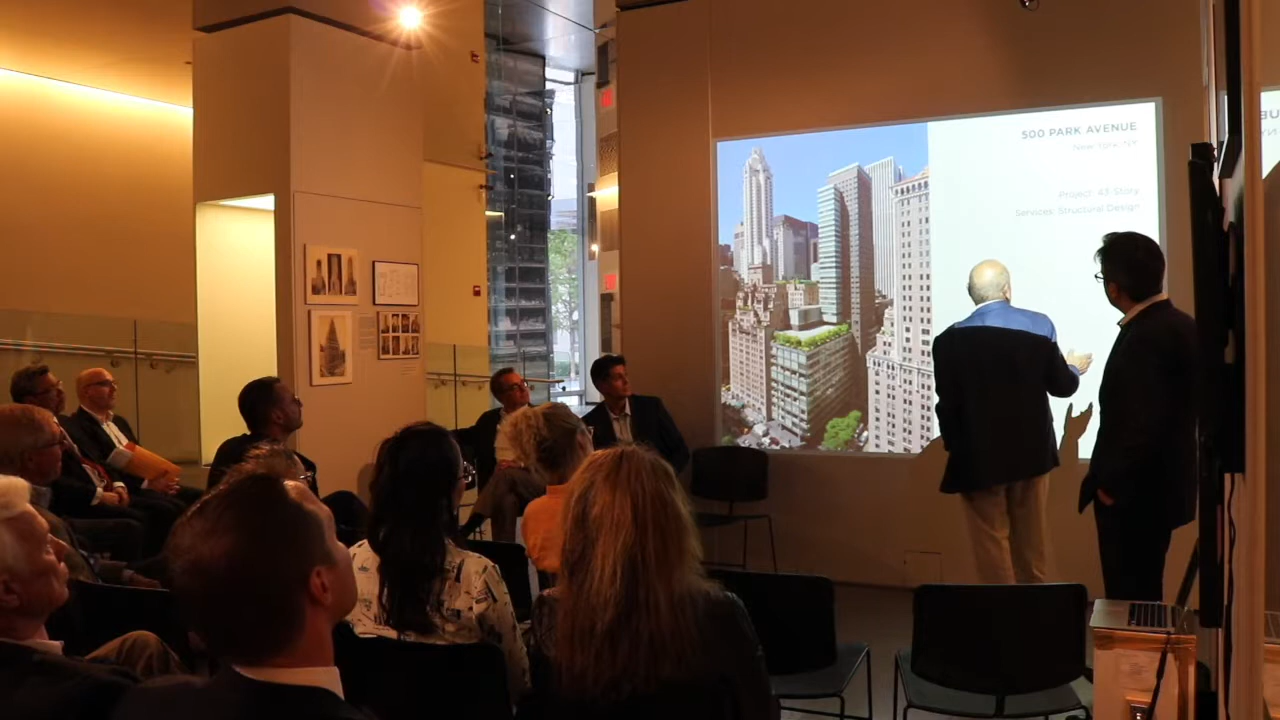 500 PARK AVENUE
New York, NY
Project: 43-Story
Services: Structural Design